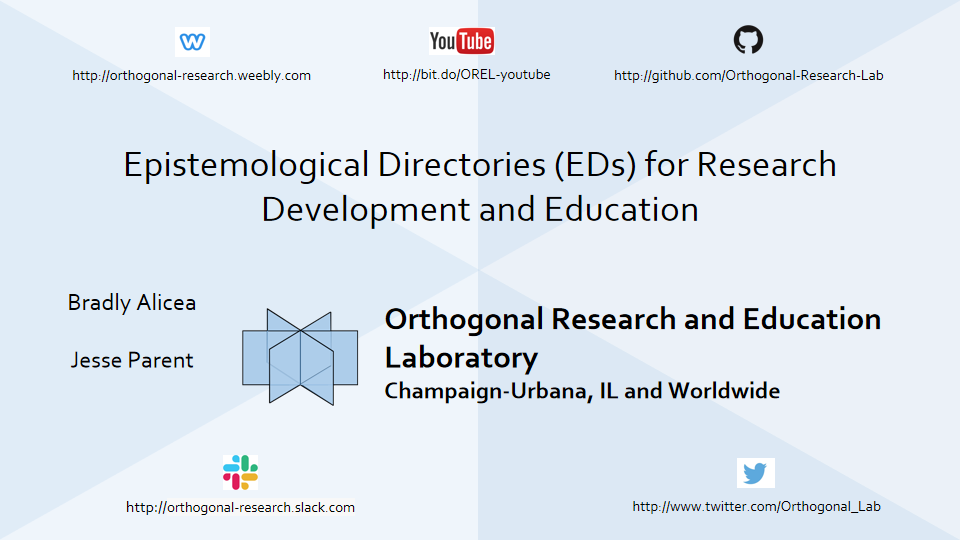 W
YouTube
http://orthogonal-research.weebly.com
http://bit.do/OREL-youtube
http://github.com/Orthogonal-Research-Lab
Epistemological Directories (EDs) for Research
Development and Education
Bradly Alicea
Jesse Parent
Orthogonal Research and Education
Laboratory
Champaign-Urbana, IL and Worldwide
http://orthogonal-research.slack.com
http://www.twitter.com/Orthogonal_Lab